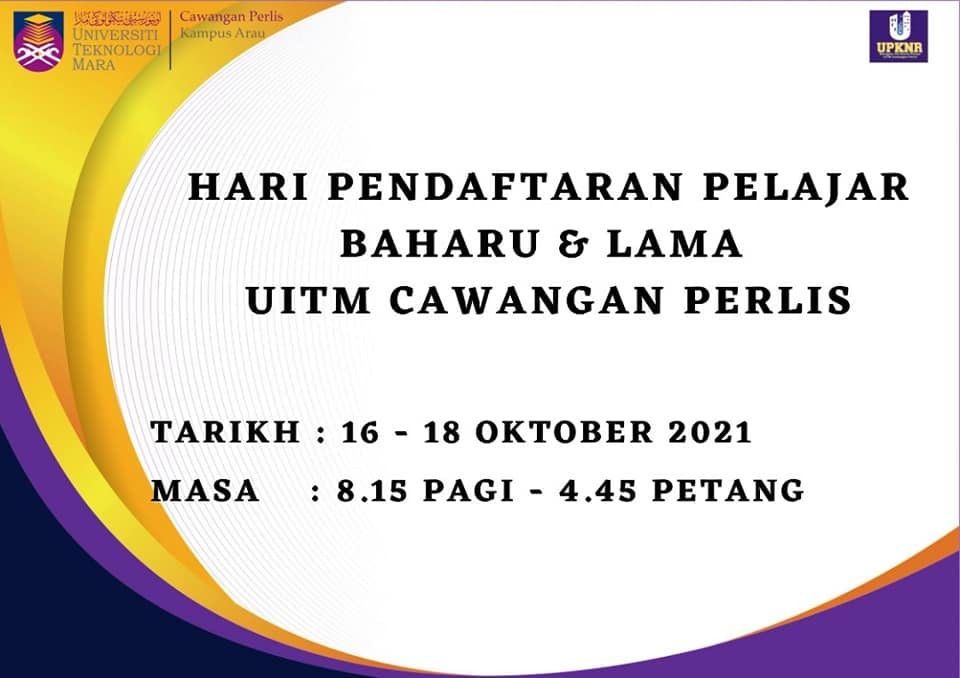 UNIVERSITI
TEKNOLOGI
MARA
Cawangan Perlis
Kampus Arau
UPKNR
HARI PENDAFTARAN PELAJAR
BAHARU & LAMA
UITM CAWANGAN PERLIS
TARIKH : 16 - 18 OKTOBER 2021
MASA : 8.15 PAGI - 4.45 PETANG